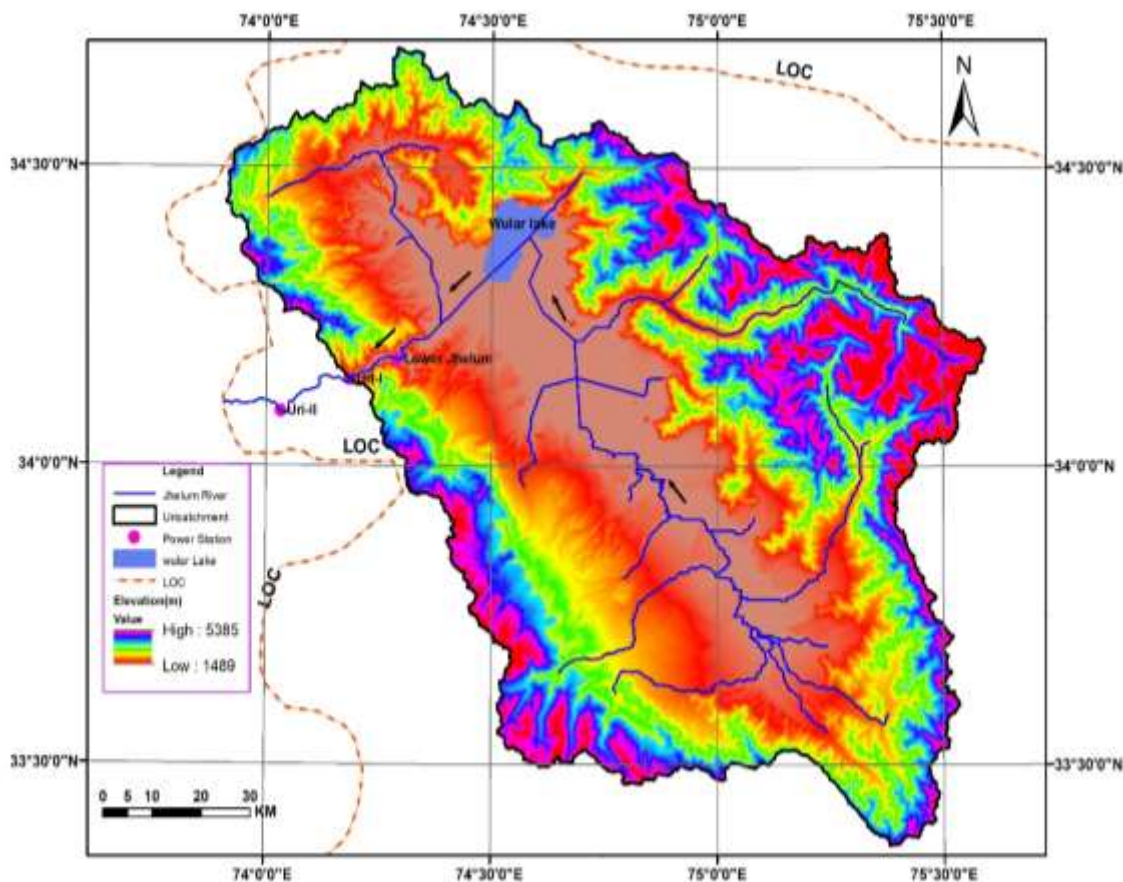 74°0'0"E
74°30'0"E
75°0'0"E
75°30'0"E
LOC
N
34°30'0"N
34°30'0"N
Wular lake
Lower Jhelum
Uri-I
Uri-II
LOC
34°0'0"N
34°0'0"N
Legend
Jhelum River
Uricatchment
Power Station
wular Lake
LOC
LOC
Elevation(m)
Value
High : 5385
Low : 1489
33°30'0"N
33°30'0"N
0 5 10 20 30
KM
74°0'0"E
74°30'0"E
75°0'0"E
75°30'0"E